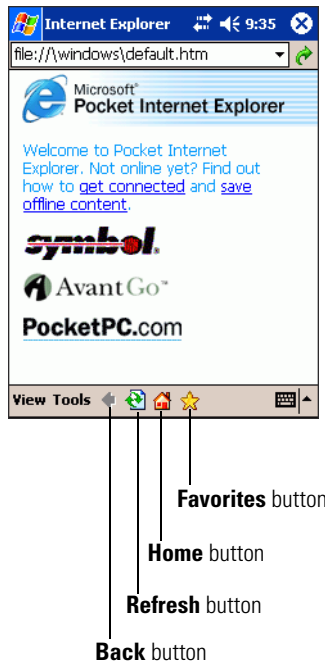 Internet Explorer 9:35
file://\windows\default.htm
Microsoft®
Pocket Internet Explorer
Welcome to Pocket Internet
Explorer. Not online yet? Find out
how to get connected and save
offline content.
symbol.
AvantGo™
PocketPC.com
View Tools
Favorites button
Home button
Refresh button
Back button